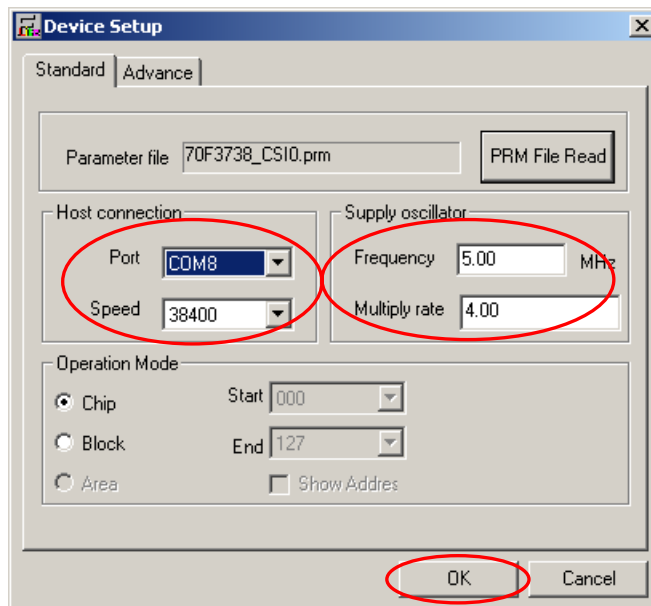 Device Setup
Standard Advance
Parameter file 70F3738_CSI0.prm PRM File Read
Host connection
Port COM8
Speed 38400
Supply oscillator
Frequency 5.00 MHz
Multiply rate 4.00
Operation Mode
Chip Start 000
Block End 127
Area Show Addres
OK Cancel